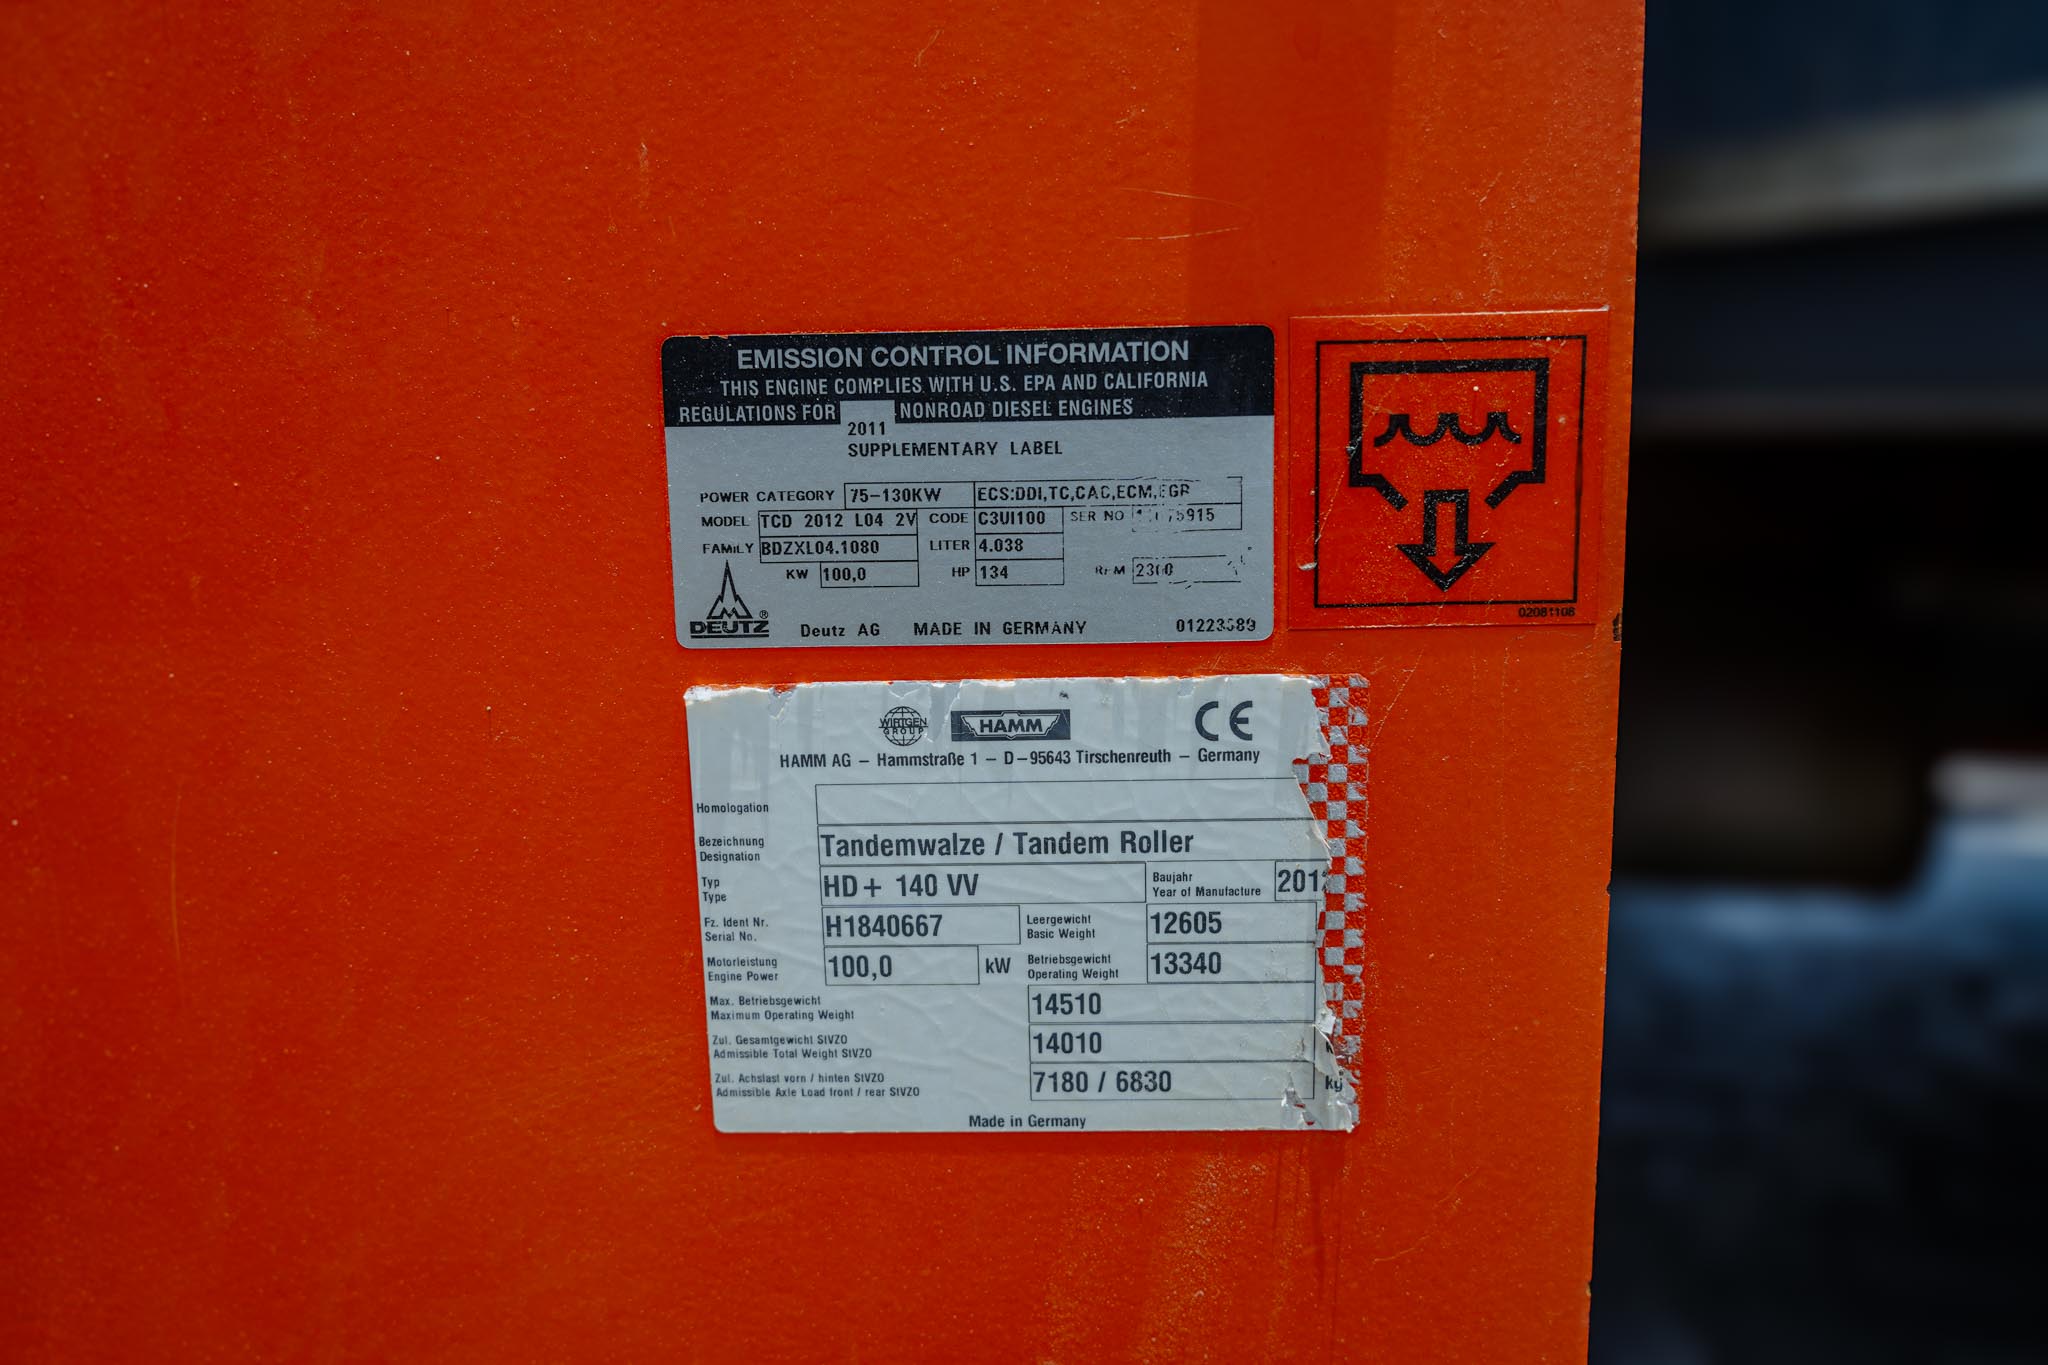 EMISSION CONTROL INFORMATION
THIS ENGINE COMPLIES WITH U.S. EPA AND CALIFORNIA
REGULATIONS FOR NONROAD DIESEL ENGINES
2011
SUPPLEMENTARY LABEL
POWER CATEGORY 75-130KW ECS:DDI,TC,CAC,ECM,EGR
MODEL TCD 2012 L04 2V CODE C3UI100 SER NO
FAMILY BDZXL04.1080 LITER 4.038
KW 100,0 HP 134 RPM
DEUTZ ® Deutz AG MADE IN GERMANY
02081108
WIRTGEN GROUP HAMM CE
HAMM AG – Hammstraße 1 – D–95643 Tirschenreuth – Germany
Homologation
Bezeichnung
Designation
Tandemwalze / Tandem Roller
Typ
Type
HD+ 140 VV
Baujahr
Year of Manufacture
Fz. Ident Nr.
Serial No.
H1840667
Leergewicht
Basic Weight
12605
Motorleistung
Engine Power
100,0 kW
Betriebsgewicht
Operating Weight
13340
Max. Betriebsgewicht
Maximum Operating Weight
14510
Zul. Gesamtgewicht StVZO
Admissible Total Weight StVZO
14010
Zul. Achslast vorn / hinten StVZO
Admissible Axle Load front / rear StVZO
7180 / 6830 kg
Made in Germany